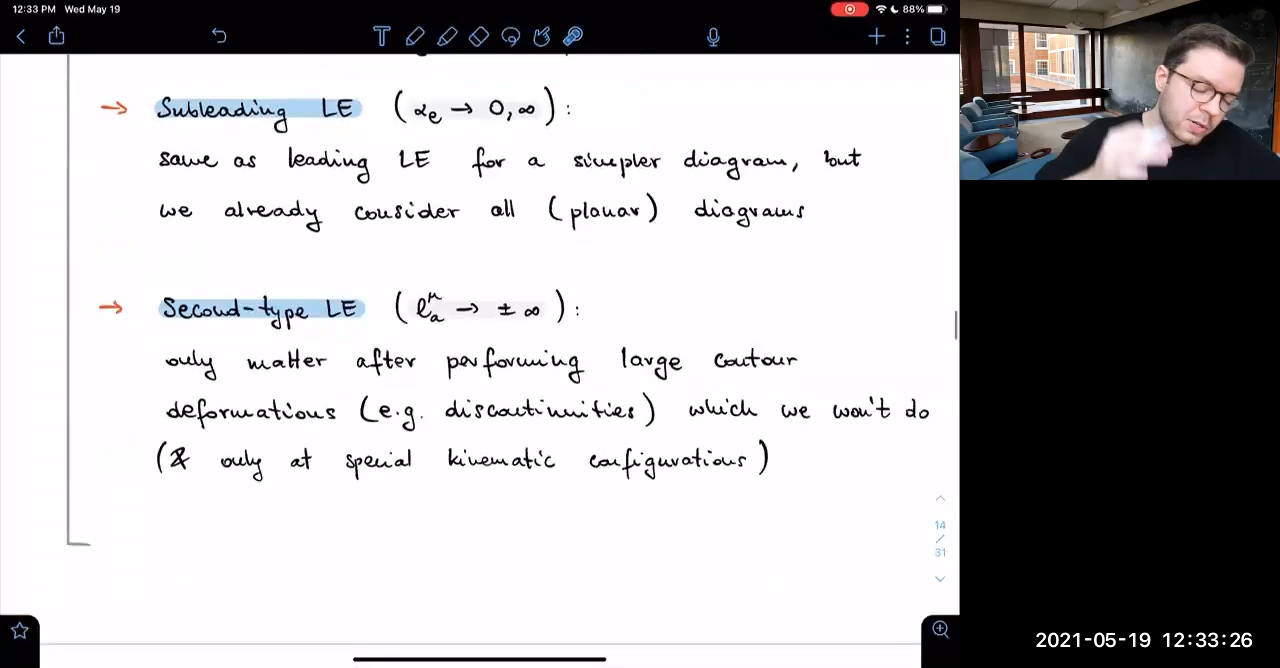 12:33 PM Wed May 19
88%
→ Subleading LE (αₑ → 0, ∞) :
same as leading LE for a simpler diagram, but
we already consider all (planar) diagrams
→ Second-type LE (ℓₐ^μ → ± ∞) :
only matter after performing large contour
deformations (e.g. discontinuities) which we won't do
(& only at special kinematic configurations)
14
/
31
2021-05-19 12:33:26